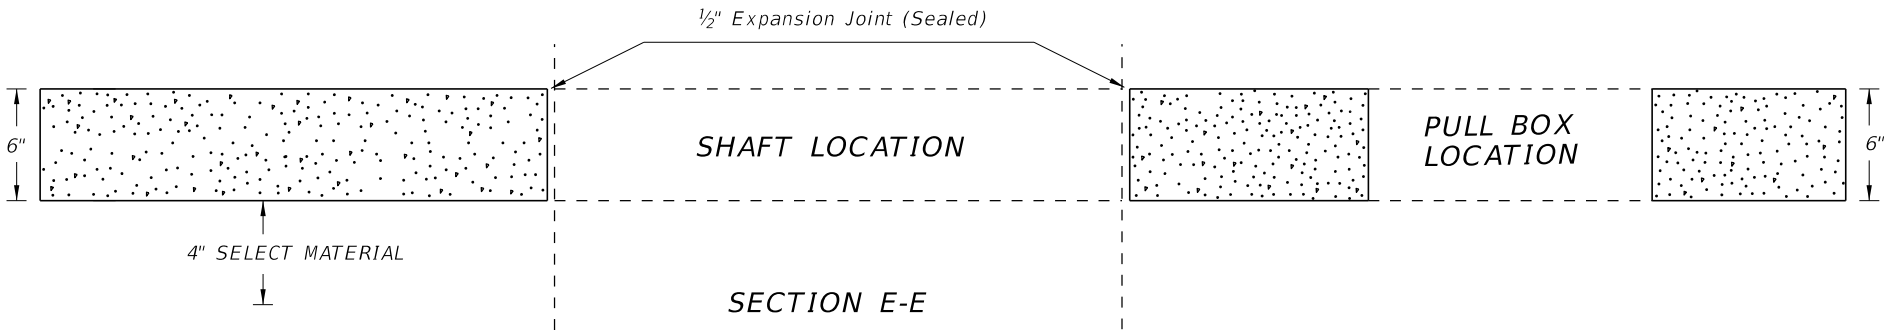 ½" Expansion Joint (Sealed)
6"
SHAFT LOCATION
PULL BOX
LOCATION
6"
4" SELECT MATERIAL
SECTION E-E